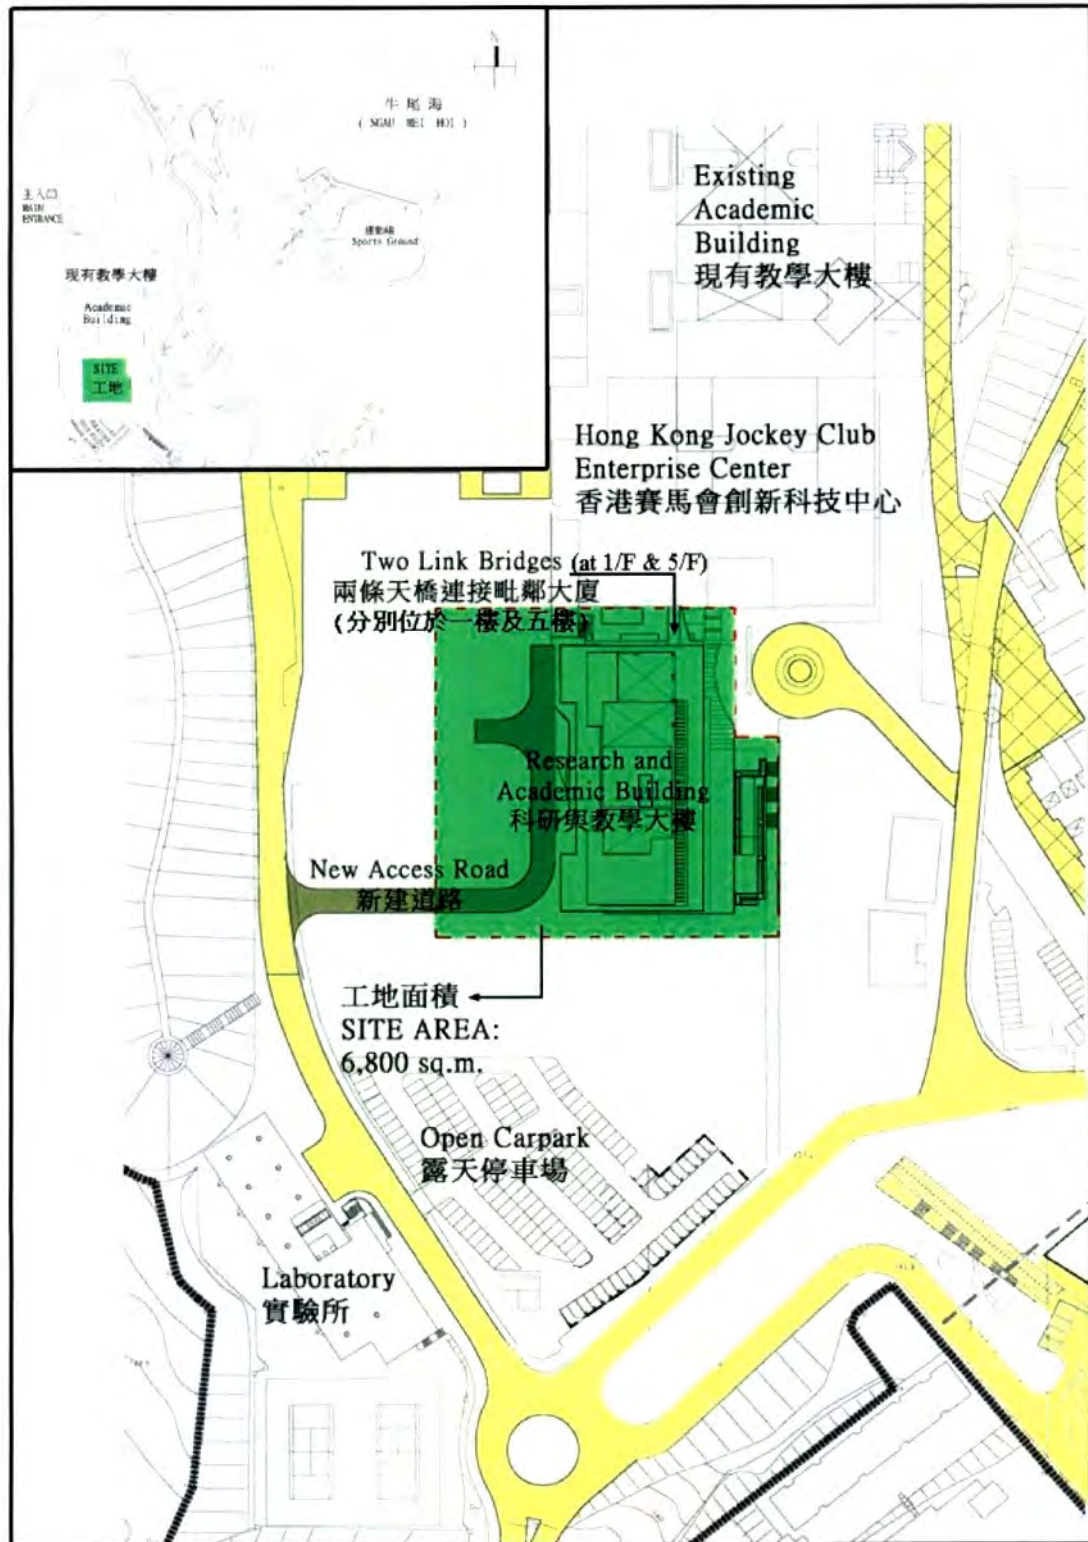 N
牛尾海
( NGAU MEI HOI )
主入口
MAIN
ENTRANCE
運動場
Sports Ground
現有教學大樓
Academic
Building
SITE
工地
Existing
Academic
Building
現有教學大樓
Hong Kong Jockey Club
Enterprise Center
香港賽馬會創新科技中心
Two Link Bridges (at 1/F & 5/F)
兩條天橋連接毗鄰大廈
(分別位於一樓及五樓)
Research and
Academic Building
科研與教學大樓
New Access Road
新建道路
工地面積
SITE AREA:
6,800 sq.m.
Open Carpark
露天停車場
Laboratory
實驗所